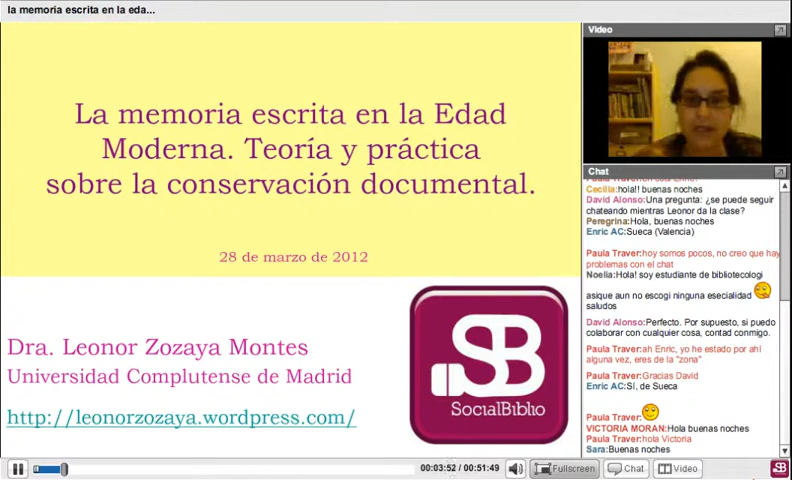 la memoria escrita en la eda...
La memoria escrita en la Edad
Moderna. Teoría y práctica
sobre la conservación documental.
28 de marzo de 2012
Dra. Leonor Zozaya Montes
Universidad Complutense de Madrid
http://leonorzozaya.wordpress.com/
SB
SocialBiblio
Video
Chat
Cecilia:hola!! buenas noches
David Alonso:Una pregunta: ¿se puede seguir
chateando mientras Leonor da la clase?
Peregrina:Hola, buenas noches
Enric AC:Sueca (Valencia)
Paula Traver:hoy somos pocos, no creo que hay
problemas con el chat
Noelia:Hola! soy estudiante de bibliotecologi
asique aun no escogi ninguna esecialidad
saludos
David Alonso:Perfecto. Por supuesto, si puedo
colaborar con cualquier cosa, contad conmigo.
Paula Traver:ah Enric, yo he estado por ahí
alguna vez, eres de la "zona"
Paula Traver:Gracias David
Enric AC:Sí, de Sueca
Paula Traver:
VICTORIA MORAN:Hola buenas noches
Paula Traver:hola Victoria
Sara:Buenas noches
00:03:52 / 00:51:49
Fullscreen
Chat
Video
SB